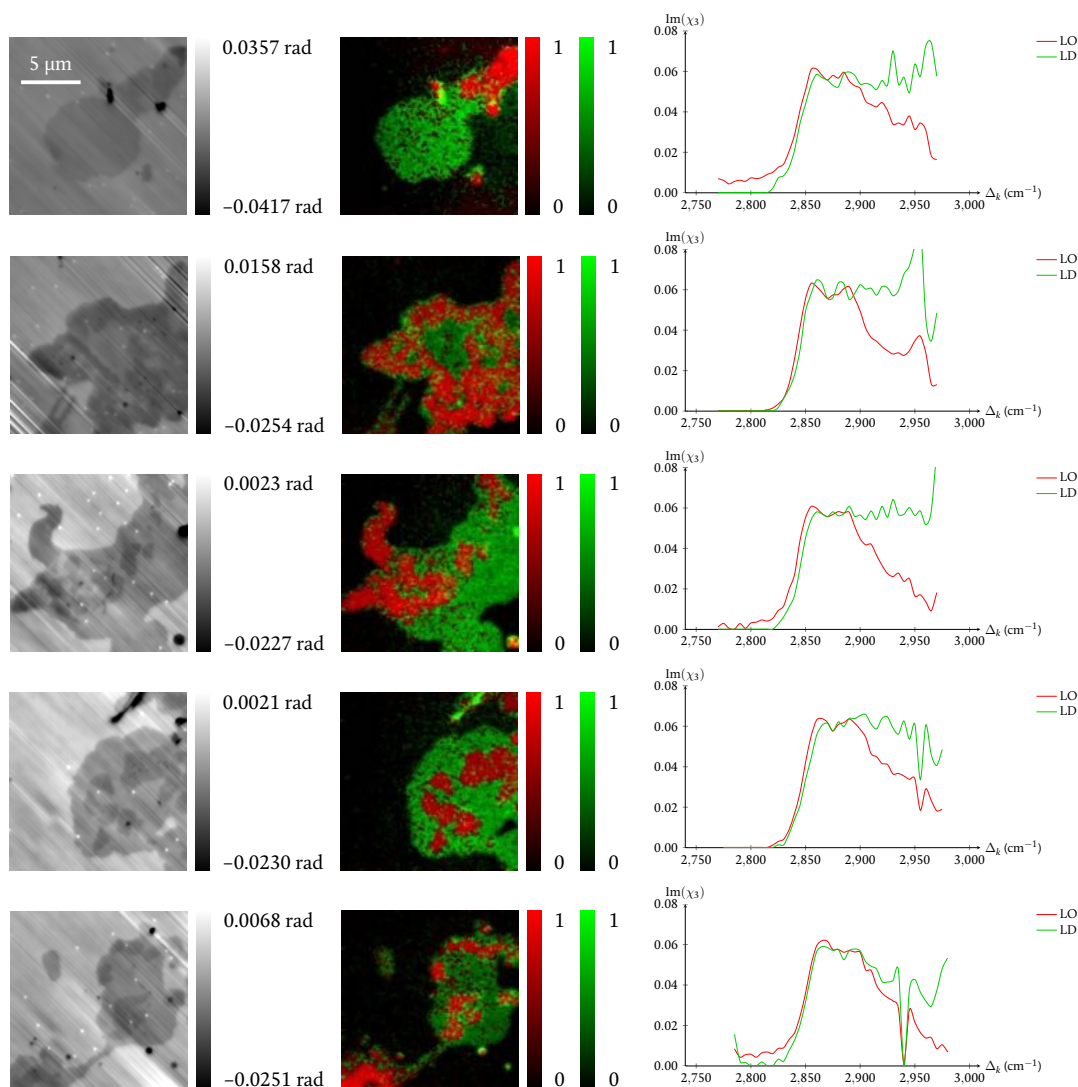 5 µm
0.0357 rad
−0.0417 rad
1
0
1
0
Im(χ₃)
0.08
0.06
0.04
0.02
0.00
2,750 2,800 2,850 2,900 2,950 3,000
Δₖ (cm⁻¹)
LO
LD
0.0158 rad
−0.0254 rad
1
0
1
0
Im(χ₃)
0.08
0.06
0.04
0.02
0.00
2,750 2,800 2,850 2,900 2,950 3,000
Δₖ (cm⁻¹)
LO
LD
0.0023 rad
−0.0227 rad
1
0
1
0
Im(χ₃)
0.08
0.06
0.04
0.02
0.00
2,750 2,800 2,850 2,900 2,950 3,000
Δₖ (cm⁻¹)
LO
LD
0.0021 rad
−0.0230 rad
1
0
1
0
Im(χ₃)
0.08
0.06
0.04
0.02
0.00
2,750 2,800 2,850 2,900 2,950 3,000
Δₖ (cm⁻¹)
LO
LD
0.0068 rad
−0.0251 rad
1
0
1
0
Im(χ₃)
0.08
0.06
0.04
0.02
0.00
2,750 2,800 2,850 2,900 2,950 3,000
Δₖ (cm⁻¹)
LO
LD